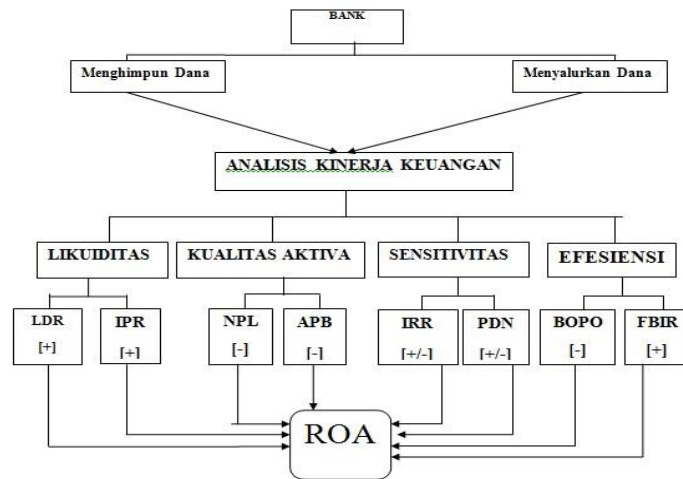 BANK
Menghimpun Dana
Menyalurkan Dana
ANALISIS KINERJA KEUANGAN
LIKUIDITAS
KUALITAS AKTIVA
SENSITIVITAS
EFESIENSI
LDR
[+]
IPR
[+]
NPL
[-]
APB
[-]
IRR
[+/-]
PDN
[+/-]
BOPO
[-]
FBIR
[+]
ROA